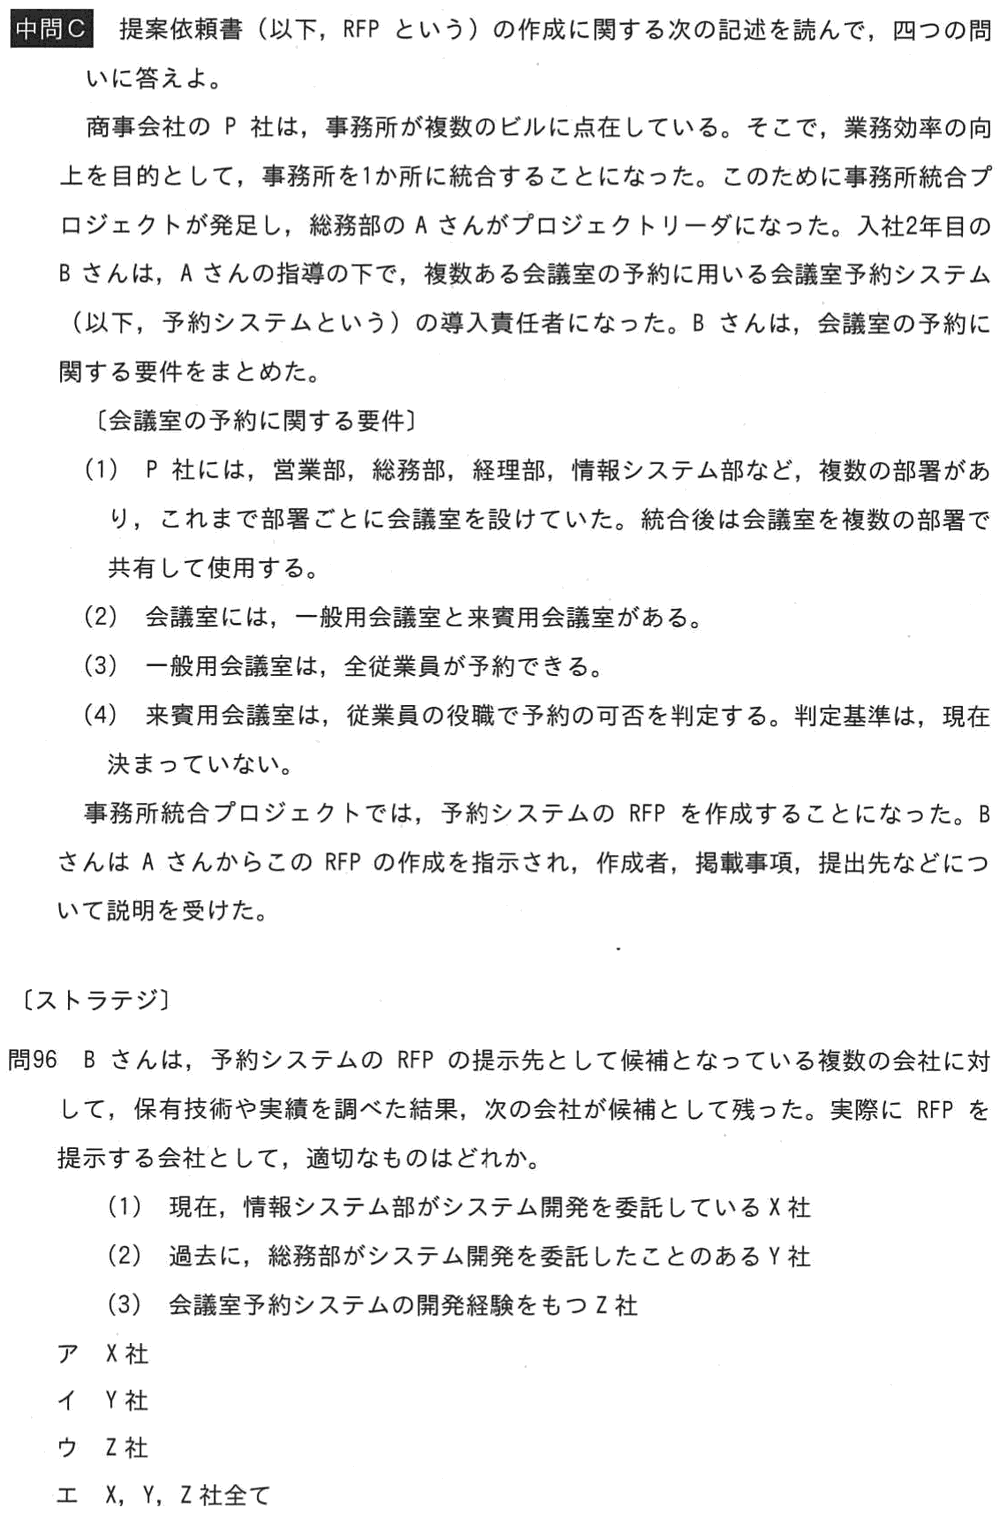 中問C 提案依頼書（以下，RFP という）の作成に関する次の記述を読んで，四つの問
いに答えよ。
商事会社の P 社は，事務所が複数のビルに点在している。そこで，業務効率の向
上を目的として，事務所を1か所に統合することになった。このために事務所統合プ
ロジェクトが発足し，総務部の A さんがプロジェクトリーダになった。入社2年目の
B さんは，A さんの指導の下で，複数ある会議室の予約に用いる会議室予約システム
（以下，予約システムという）の導入責任者になった。B さんは，会議室の予約に
関する要件をまとめた。
〔会議室の予約に関する要件〕
(1) P 社には，営業部，総務部，経理部，情報システム部など，複数の部署があ
り，これまで部署ごとに会議室を設けていた。統合後は会議室を複数の部署で
共有して使用する。
(2) 会議室には，一般用会議室と来賓用会議室がある。
(3) 一般用会議室は，全従業員が予約できる。
(4) 来賓用会議室は，従業員の役職で予約の可否を判定する。判定基準は，現在
決まっていない。
事務所統合プロジェクトでは，予約システムの RFP を作成することになった。B
さんは A さんからこの RFP の作成を指示され，作成者，掲載事項，提出先などにつ
いて説明を受けた。
〔ストラテジ〕
問96 B さんは，予約システムの RFP の提示先として候補となっている複数の会社に対
して，保有技術や実績を調べた結果，次の会社が候補として残った。実際に RFP を
提示する会社として，適切なものはどれか。
(1) 現在，情報システム部がシステム開発を委託している X 社
(2) 過去に，総務部がシステム開発を委託したことのある Y 社
(3) 会議室予約システムの開発経験をもつ Z 社
ア X 社
イ Y 社
ウ Z 社
エ X，Y，Z 社全て